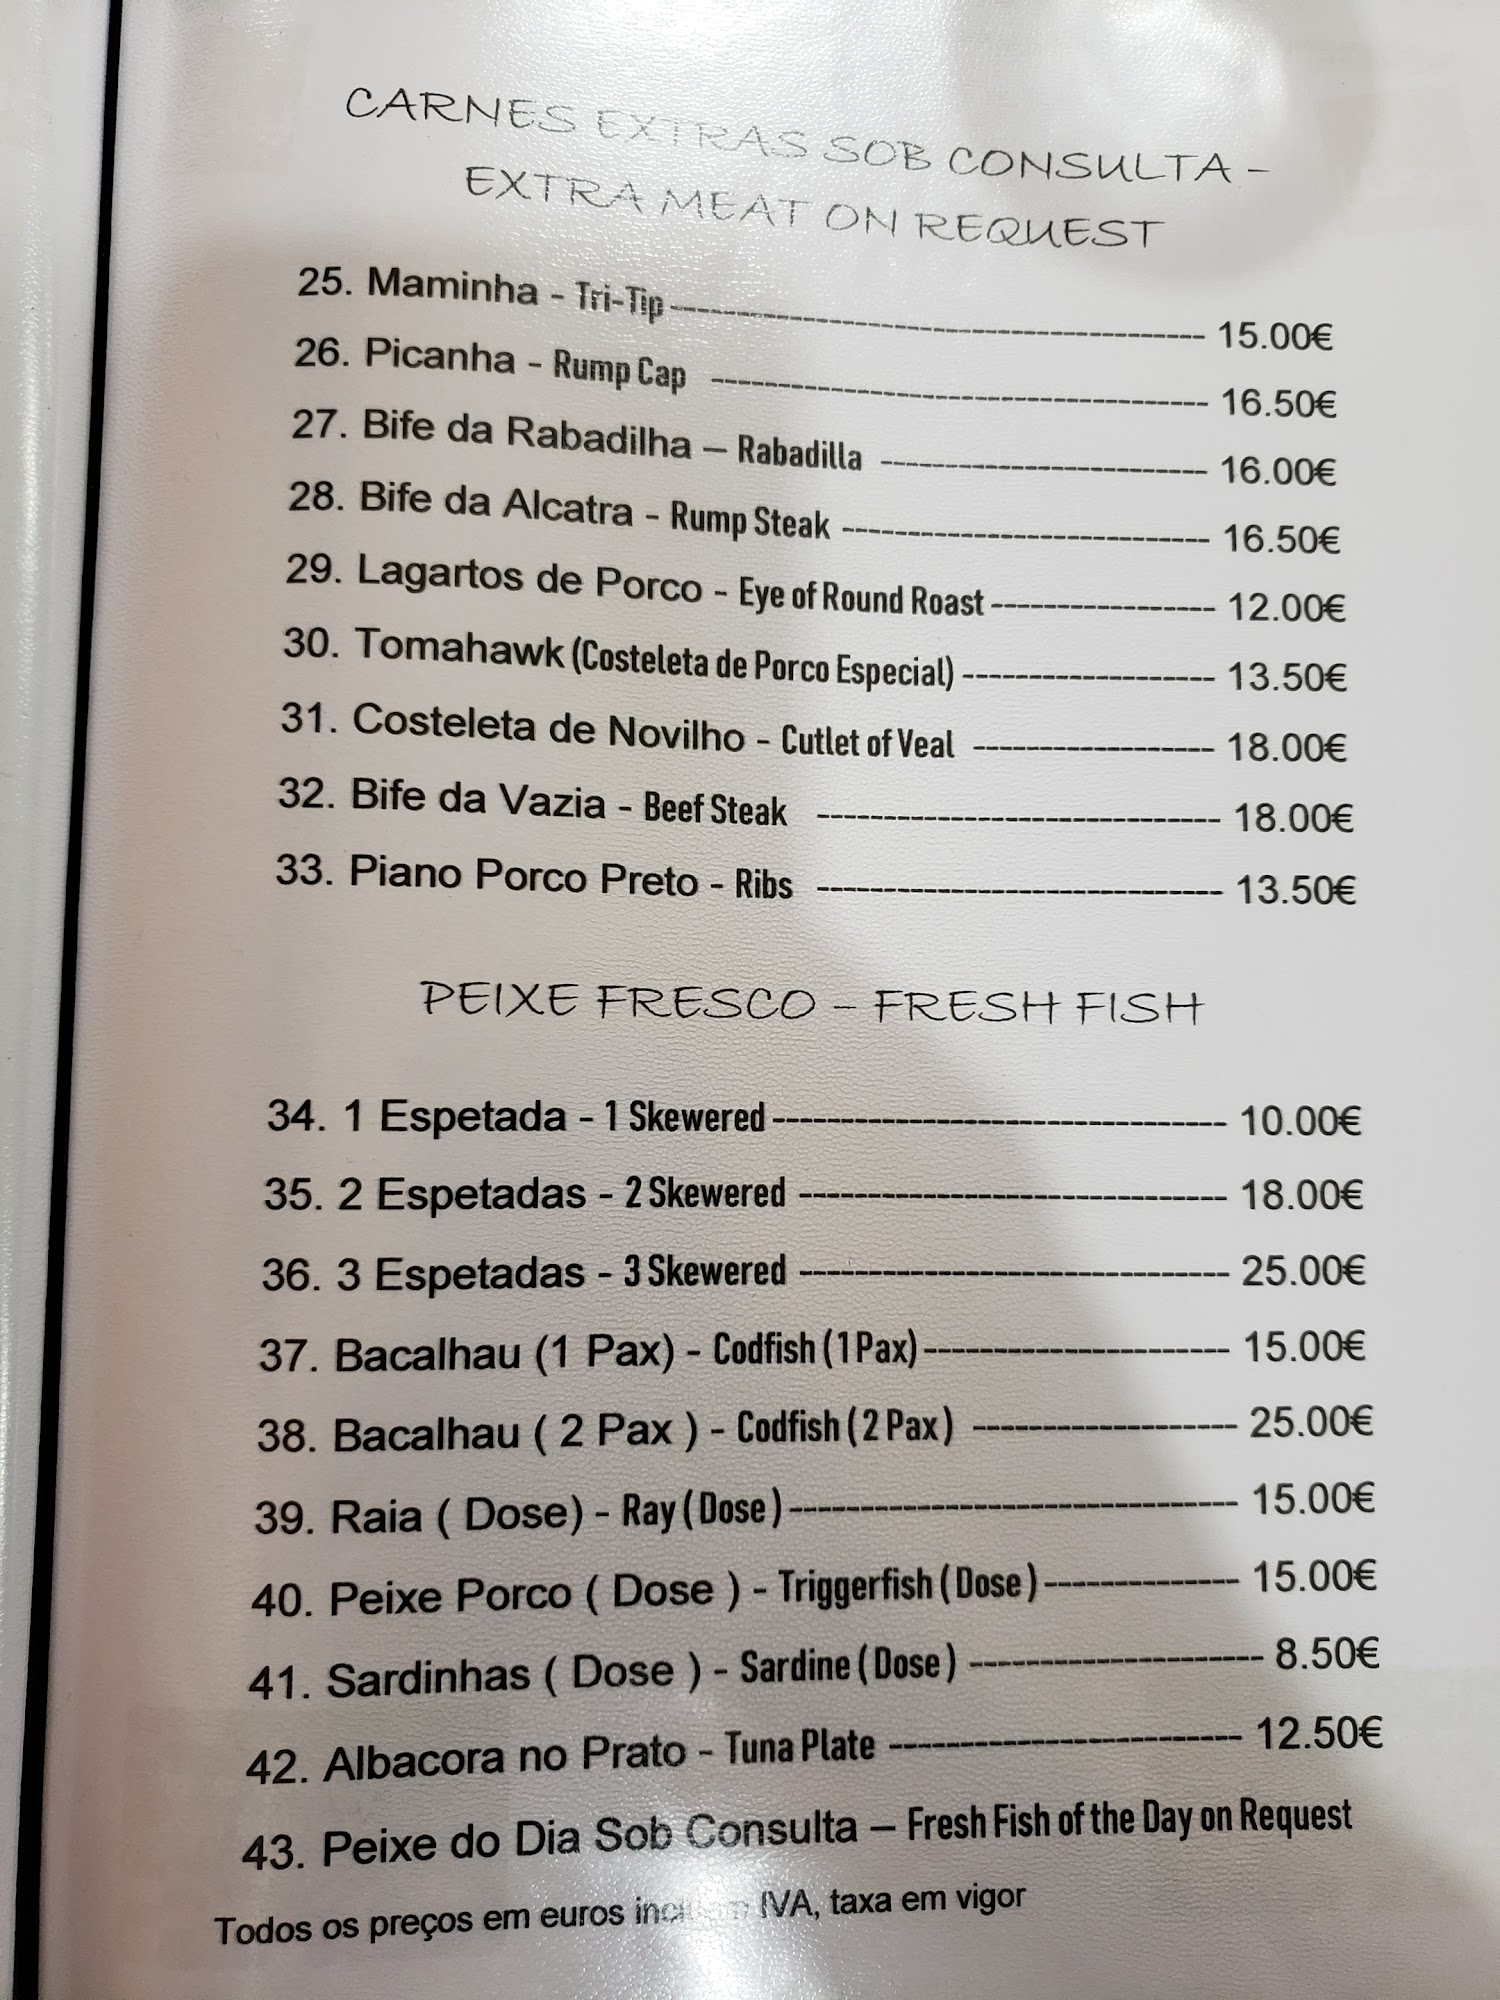 CARNES EXTRAS SOB CONSULTA -
EXTRA MEAT ON REQUEST
25. Maminha - Tri-Tip ---------- 15.00€
26. Picanha - Rump Cap ---------- 16.50€
27. Bife da Rabadilha – Rabadilla ---------- 16.00€
28. Bife da Alcatra - Rump Steak ---------- 16.50€
29. Lagartos de Porco - Eye of Round Roast ---------- 12.00€
30. Tomahawk (Costeleta de Porco Especial) ---------- 13.50€
31. Costeleta de Novilho - Cutlet of Veal ---------- 18.00€
32. Bife da Vazia - Beef Steak ---------- 18.00€
33. Piano Porco Preto - Ribs ---------- 13.50€
PEIXE FRESCO – FRESH FISH
34. 1 Espetada - 1 Skewered ---------- 10.00€
35. 2 Espetadas - 2 Skewered ---------- 18.00€
36. 3 Espetadas - 3 Skewered ---------- 25.00€
37. Bacalhau (1 Pax) - Codfish (1 Pax) ---------- 15.00€
38. Bacalhau ( 2 Pax ) - Codfish ( 2 Pax ) ---------- 25.00€
39. Raia ( Dose) - Ray ( Dose ) ---------- 15.00€
40. Peixe Porco ( Dose ) - Triggerfish ( Dose ) ---------- 15.00€
41. Sardinhas ( Dose ) - Sardine ( Dose ) ---------- 8.50€
42. Albacora no Prato - Tuna Plate ---------- 12.50€
43. Peixe do Dia Sob Consulta – Fresh Fish of the Day on Request
Todos os preços em euros IVA, taxa em vigor